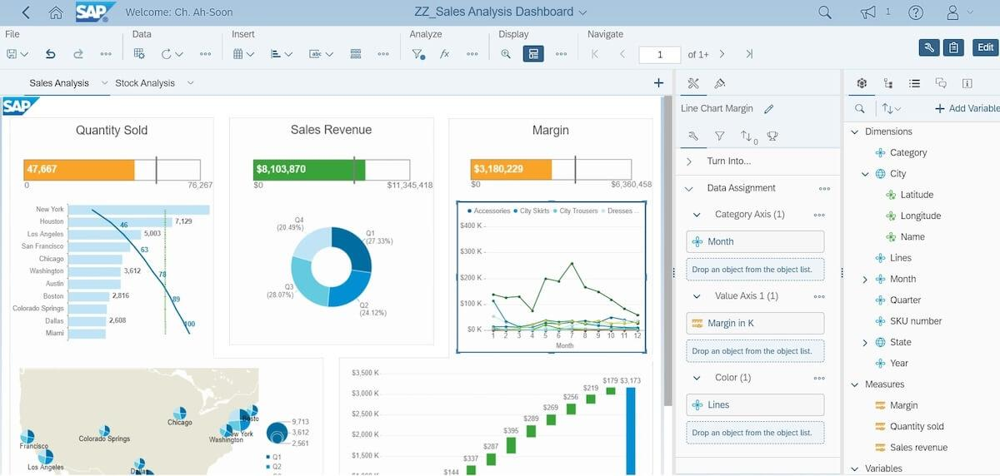 SAP Welcome: Ch. Ah-Soon ZZ_Sales Analysis Dashboard 1
File Data Insert Analyze Display Navigate
abc fx 1 of 1+ Edit
Sales Analysis Stock Analysis
SAP
Quantity Sold
47,667
0 76,267
New York
Houston 46 7,129
Los Angeles 5,003
San Francisco 63
Chicago
Washington 3,612 78
Austin
Boston 2,816 89
Colorado Springs
Dallas 2,608 100
Miami
Sales Revenue
$8,103,870
$0 $11,345,418
Q4
(20.49%)
Q1
(27.33%)
Q3
(28.07%)
Q2
(24.12%)
Margin
$3,180,229
$0 $6,360,458
Accessories City Skirts City Trousers Dresses ...
$400 K
$300 K
$200 K
$100 K
$0 K
1 2 3 4 5 6 7 8 9 10 11 12
Month
Chicago
Colorado Springs
Washington
Francisco
Los Angeles
9,713
3,612
2,561
Q1
Q2
$3,500 K
$3,000 K
$2,500 K
$2,000 K
$1,500 K
$144 $337 $287 $395 $289 $269 $256 $219 $179 $3,173
Line Chart Margin
0
Turn Into...
Data Assignment
Category Axis (1)
Month
Drop an object from the object list.
Value Axis 1 (1)
Margin in K
Drop an object from the object list.
Color (1)
Lines
Drop an object from the object list.
Add Variable
Dimensions
Category
City
Latitude
Longitude
Name
Lines
Month
Quarter
SKU number
State
Year
Measures
Margin
Quantity sold
Sales revenue
Variables